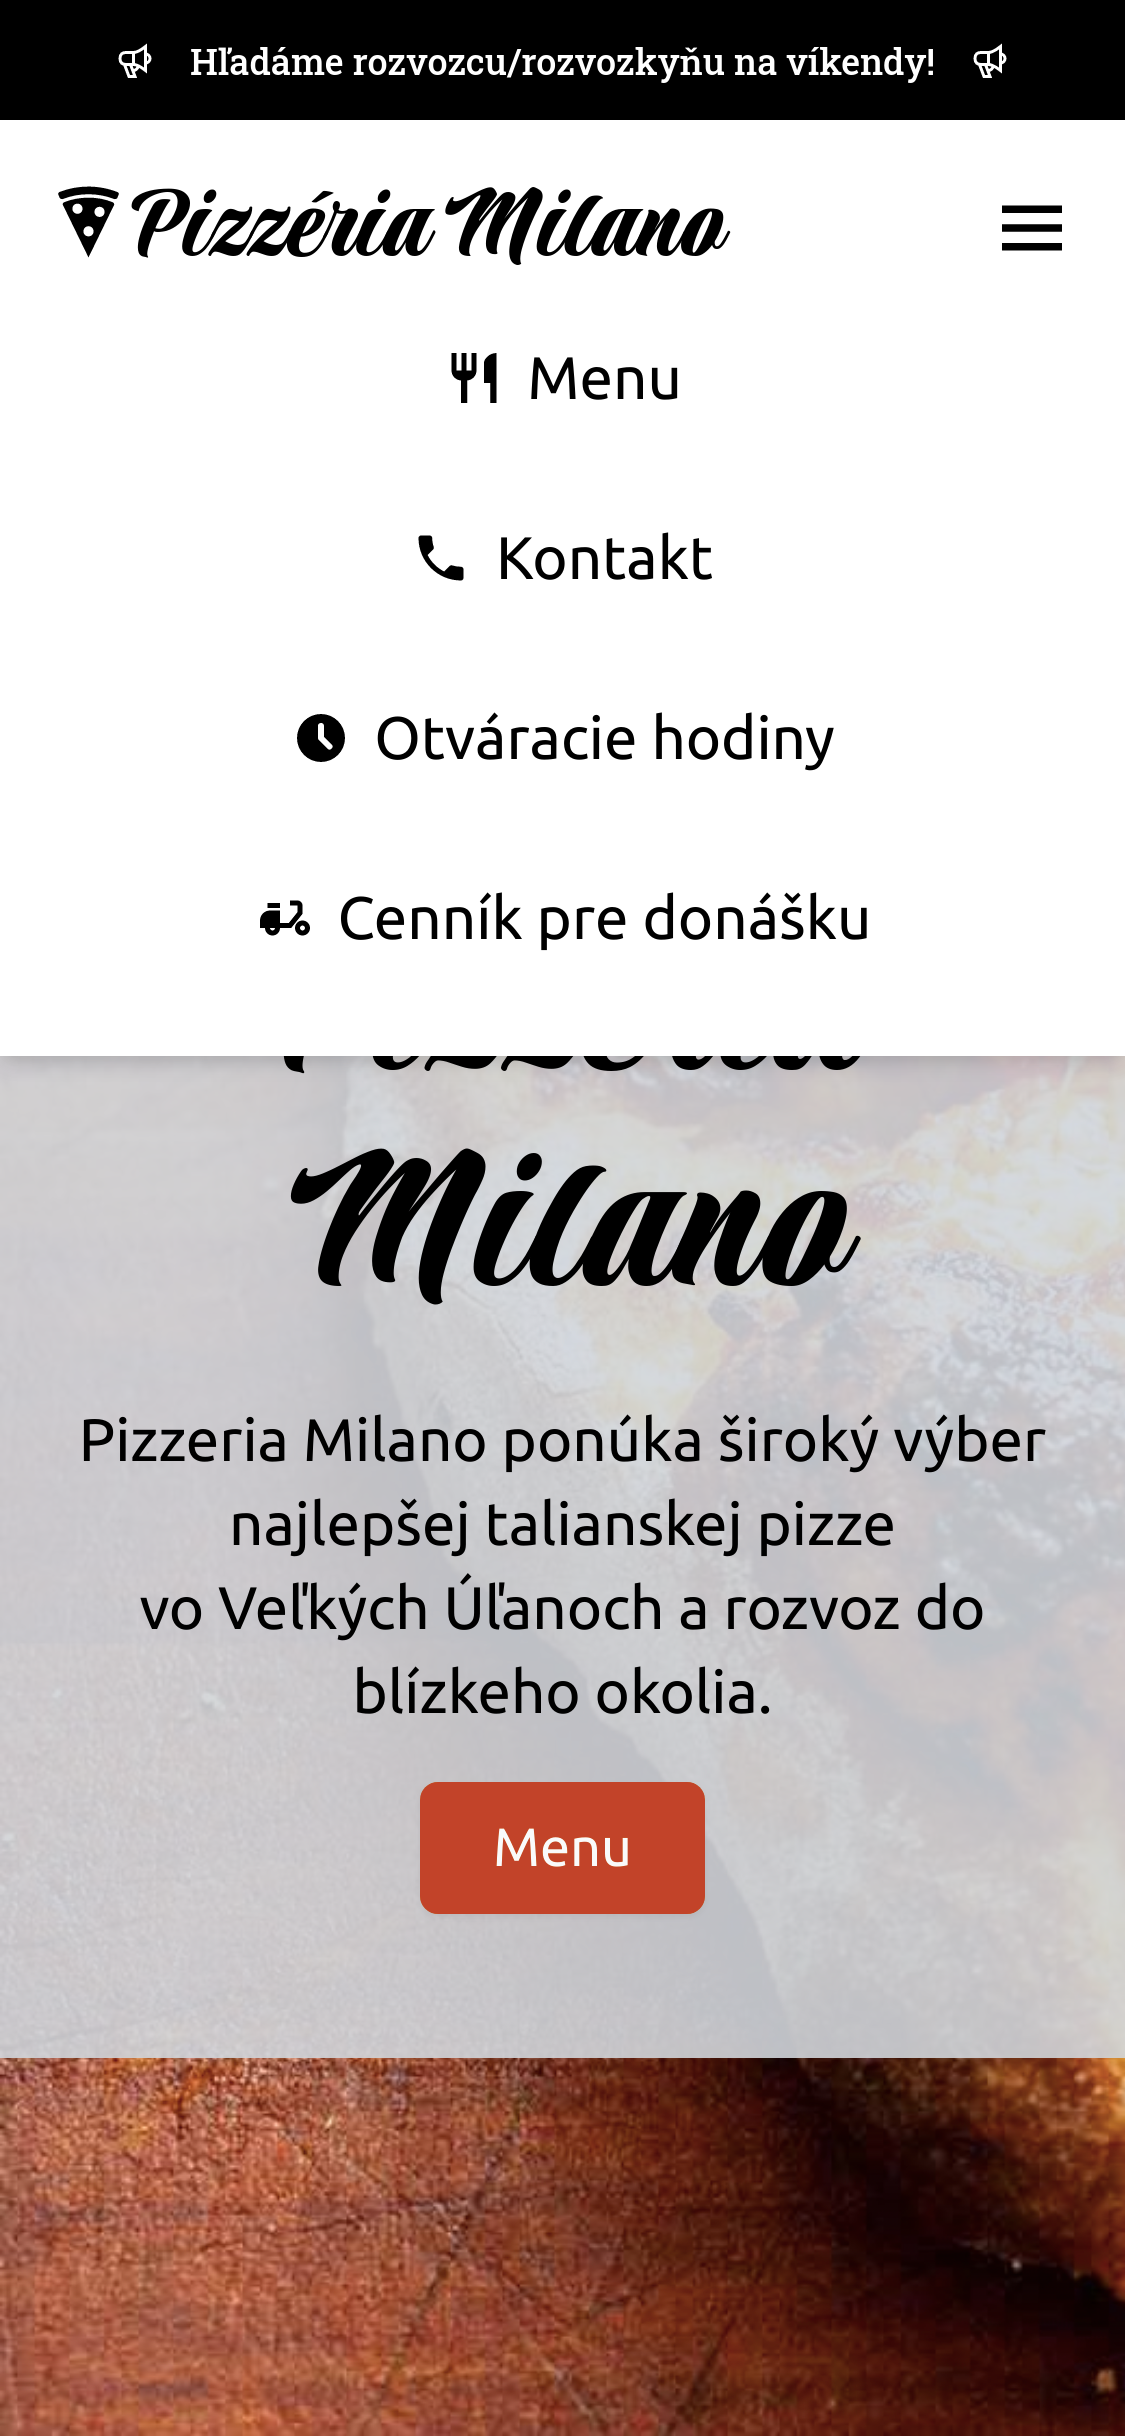 Hľadáme rozvozcu/rozvozkyňu na víkendy!
Pizzéria Milano
Menu
Kontakt
Otváracie hodiny
Cenník pre donášku
Milano
Pizzeria Milano ponúka široký výber
najlepšej talianskej pizze
vo Veľkých Úľanoch a rozvoz do
blízkeho okolia.
Menu